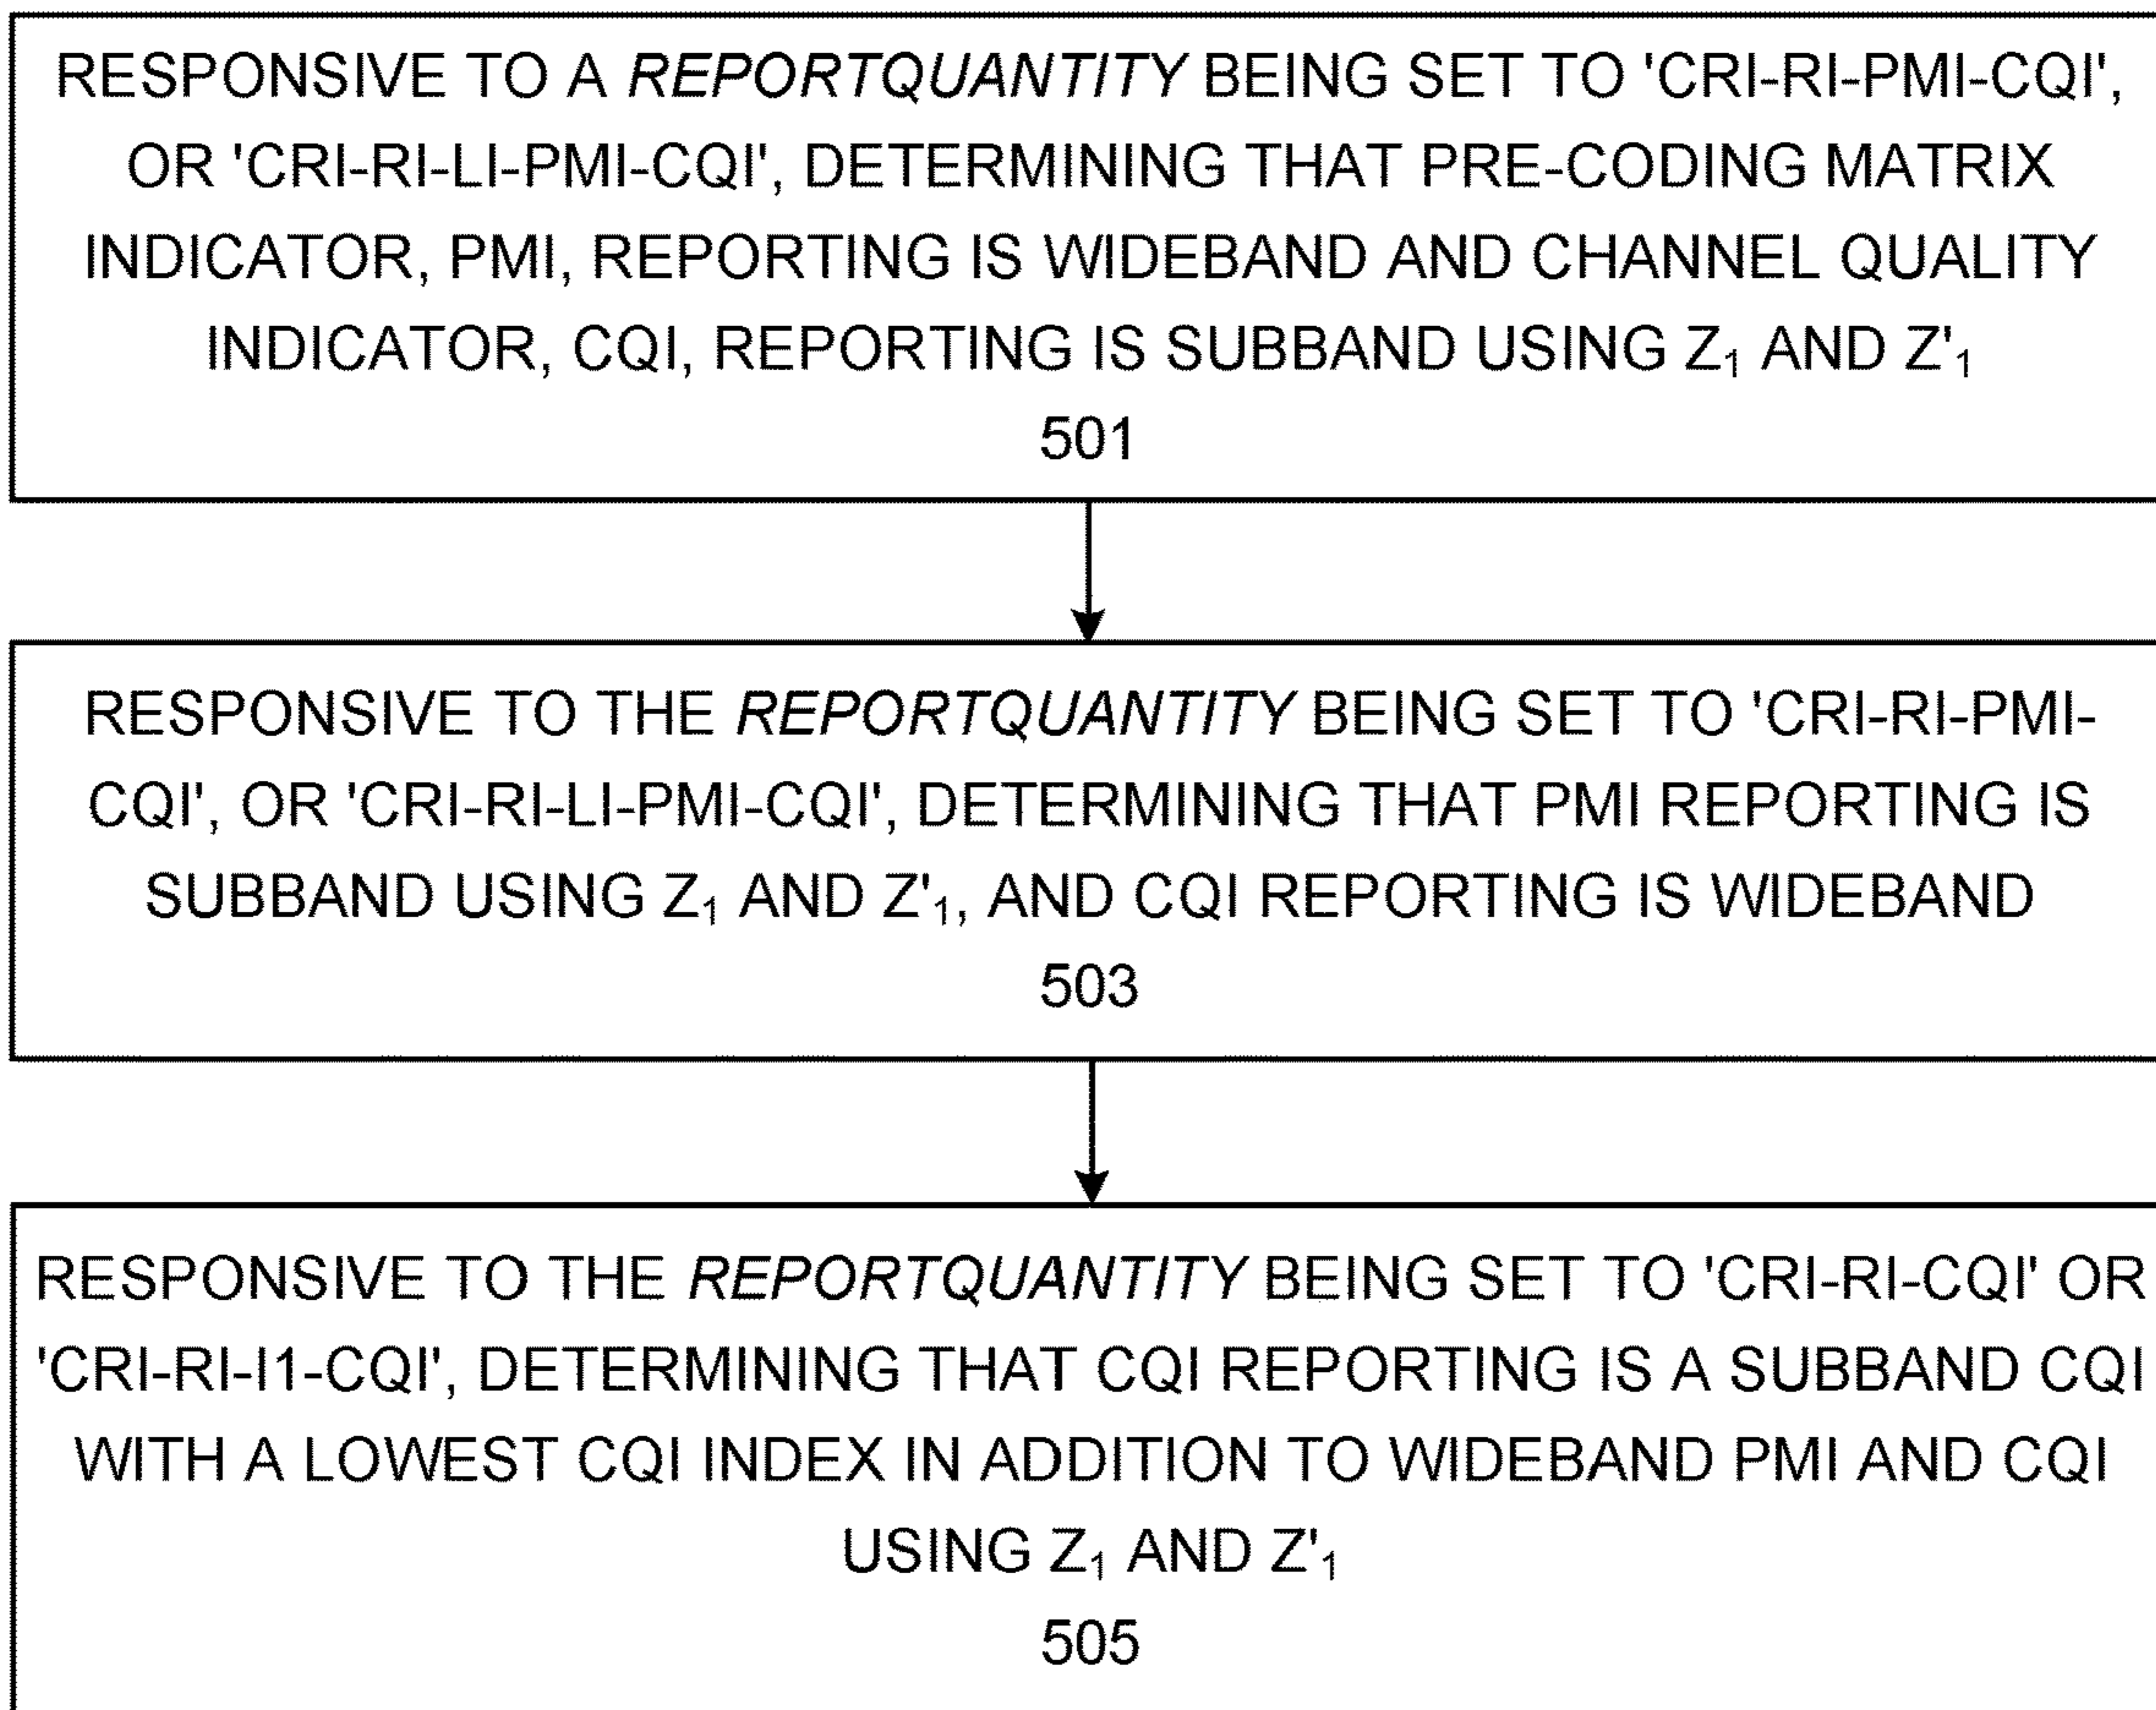 RESPONSIVE TO A REPORTQUANTITY BEING SET TO 'CRI-RI-PMI-CQI',
OR 'CRI-RI-LI-PMI-CQI', DETERMINING THAT PRE-CODING MATRIX
INDICATOR, PMI, REPORTING IS WIDEBAND AND CHANNEL QUALITY
INDICATOR, CQI, REPORTING IS SUBBAND USING Z₁ AND Z'₁
501
RESPONSIVE TO THE REPORTQUANTITY BEING SET TO 'CRI-RI-PMI-
CQI', OR 'CRI-RI-LI-PMI-CQI', DETERMINING THAT PMI REPORTING IS
SUBBAND USING Z₁ AND Z'₁, AND CQI REPORTING IS WIDEBAND
503
RESPONSIVE TO THE REPORTQUANTITY BEING SET TO 'CRI-RI-CQI' OR
'CRI-RI-I1-CQI', DETERMINING THAT CQI REPORTING IS A SUBBAND CQI
WITH A LOWEST CQI INDEX IN ADDITION TO WIDEBAND PMI AND CQI
USING Z₁ AND Z'₁
505